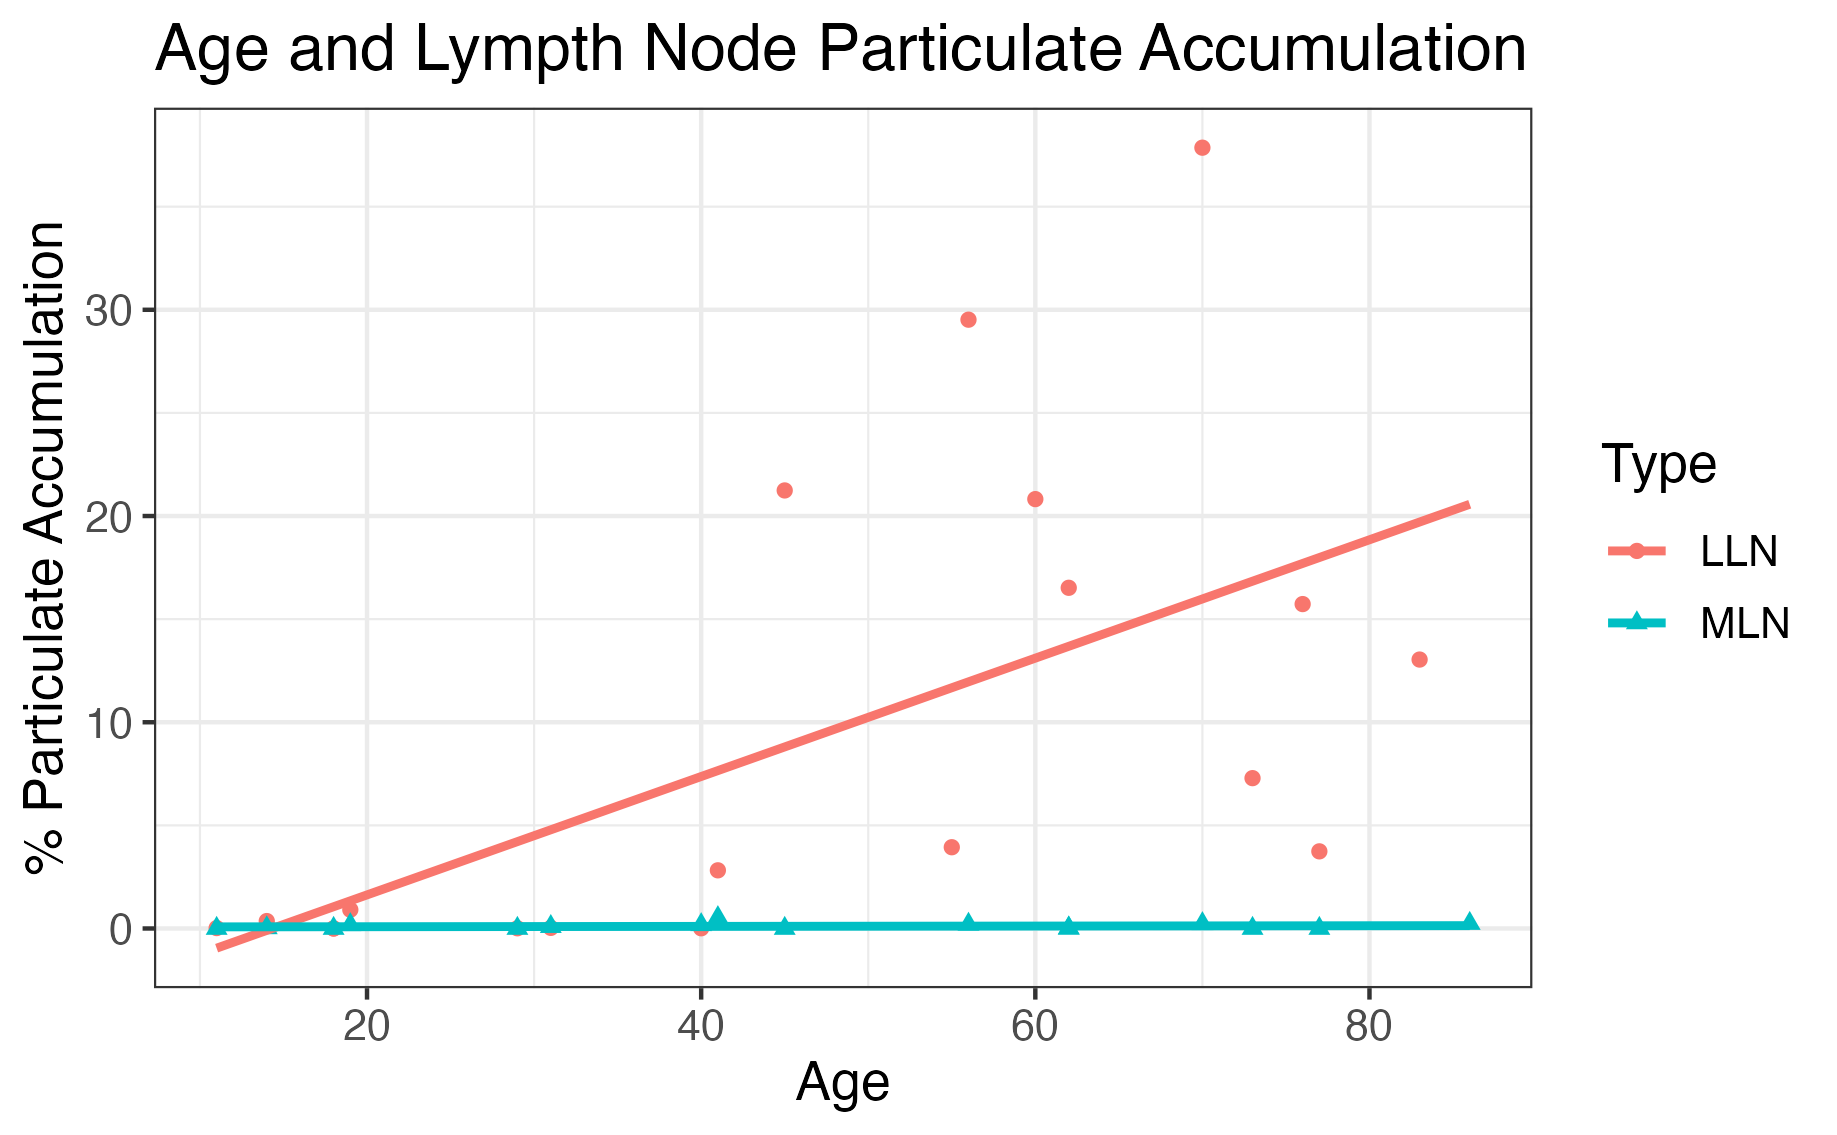 Age and Lympth Node Particulate Accumulation
% Particulate Accumulation
30
20
10
0
20 40 60 80
Age
Type
LLN
MLN